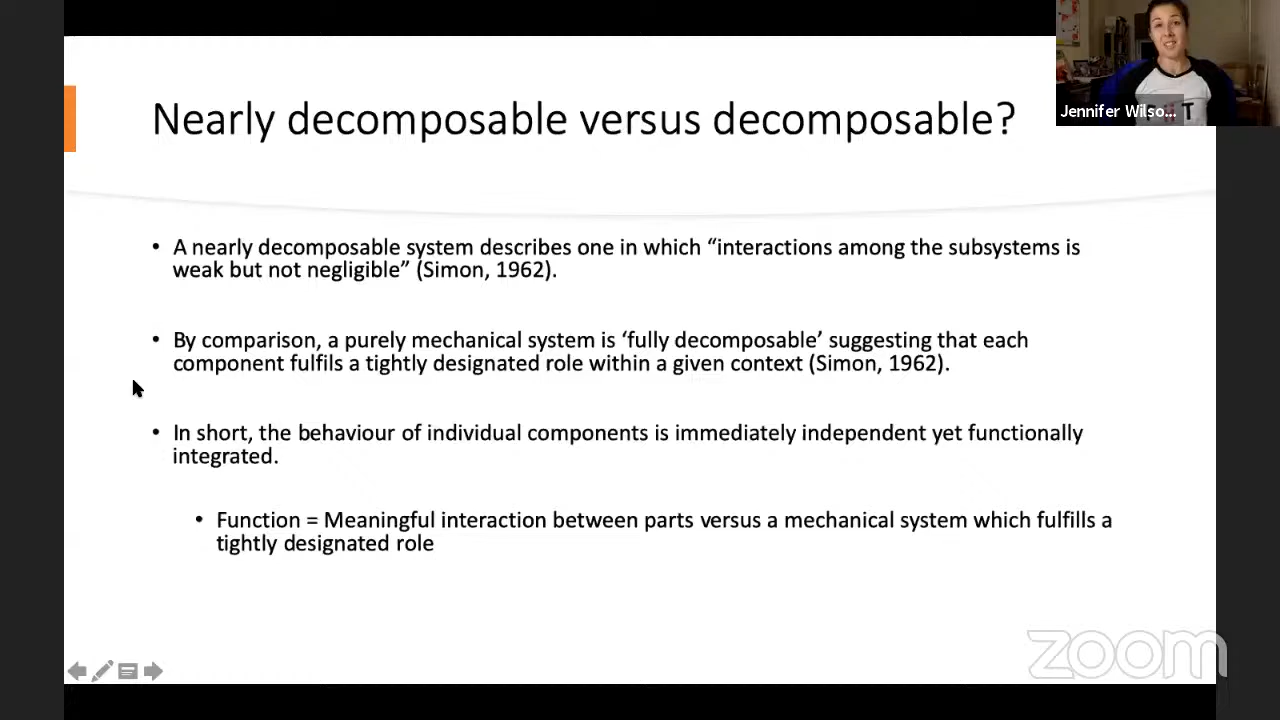 Nearly decomposable versus decomposable?
Jennifer Wilso...
T
• A nearly decomposable system describes one in which “interactions among the subsystems is
weak but not negligible” (Simon, 1962).
• By comparison, a purely mechanical system is ‘fully decomposable’ suggesting that each
component fulfils a tightly designated role within a given context (Simon, 1962).
• In short, the behaviour of individual components is immediately independent yet functionally
integrated.
• Function = Meaningful interaction between parts versus a mechanical system which fulfills a
tightly designated role
zoom